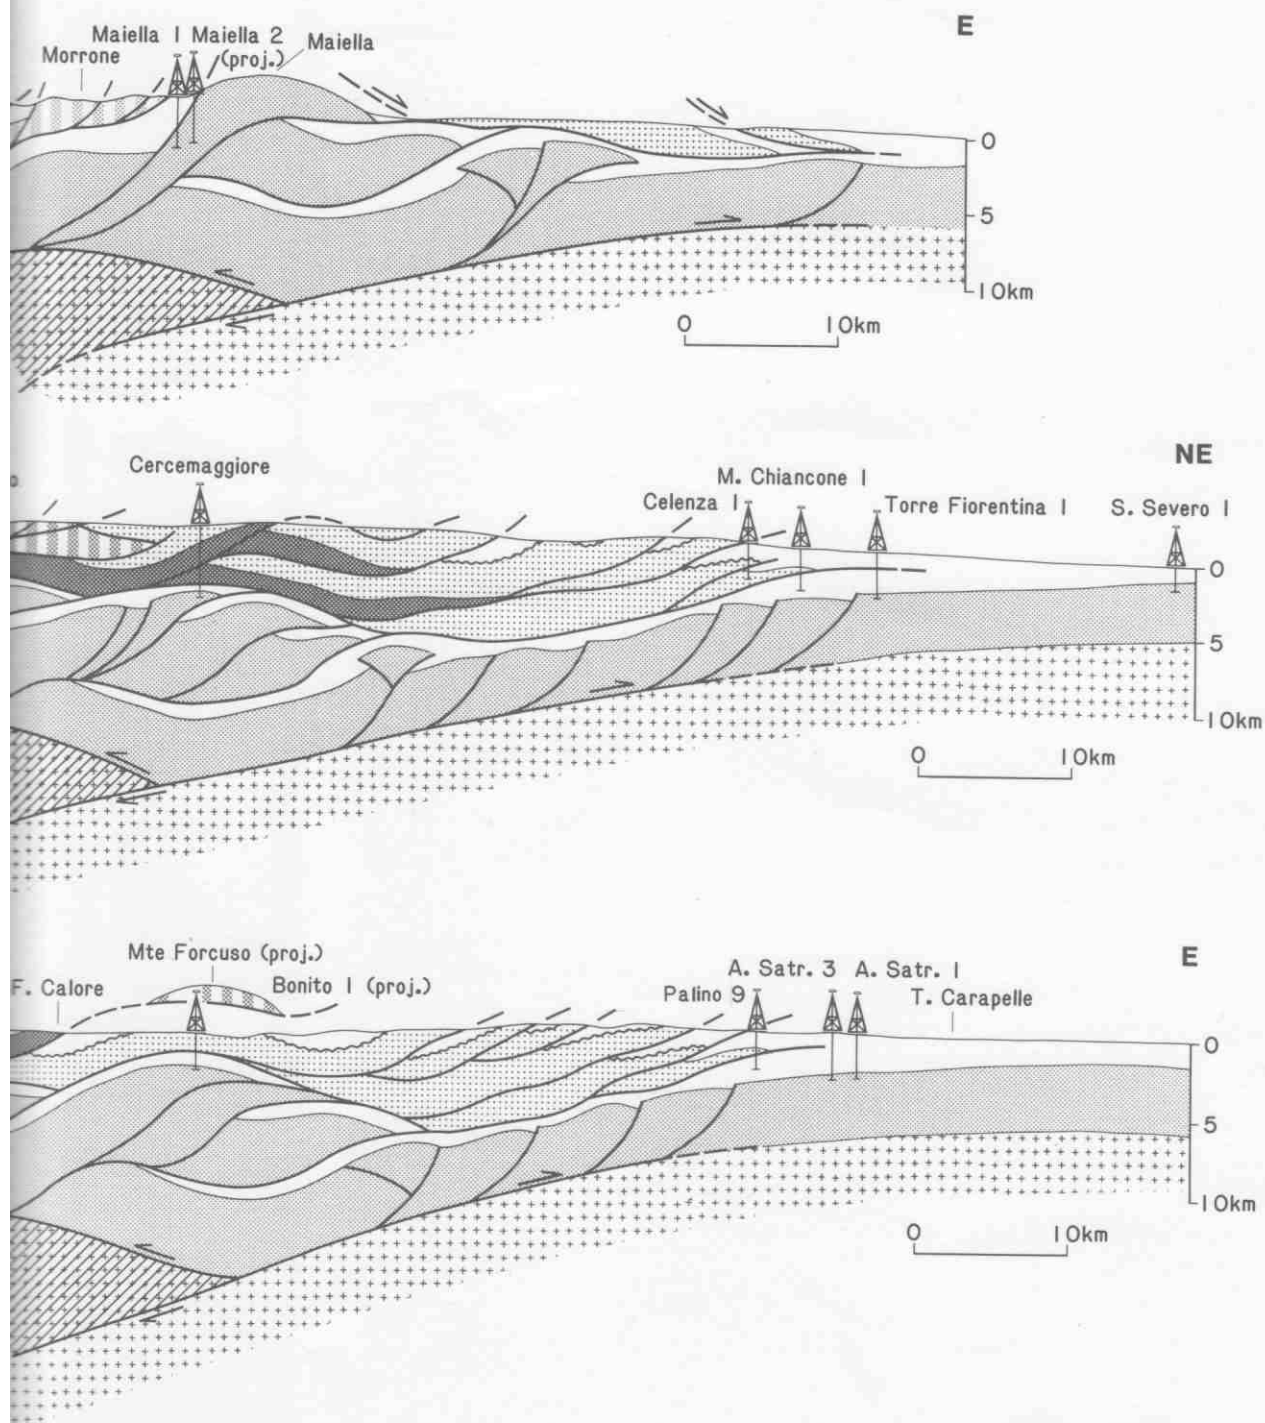 E
Maiella 1 Maiella 2
(proj.)
Maiella
Morrone
0
5
10km
0 10km
NE
Cercemaggiore
M. Chiancone 1
Celenza 1
Torre Fiorentina 1
S. Severo 1
0
5
10km
0 10km
E
Mte Forcuso (proj.)
F. Calore
Bonito 1 (proj.)
A. Satr. 3 A. Satr. 1
Palino 9
T. Carapelle
0
5
10km
0 10km